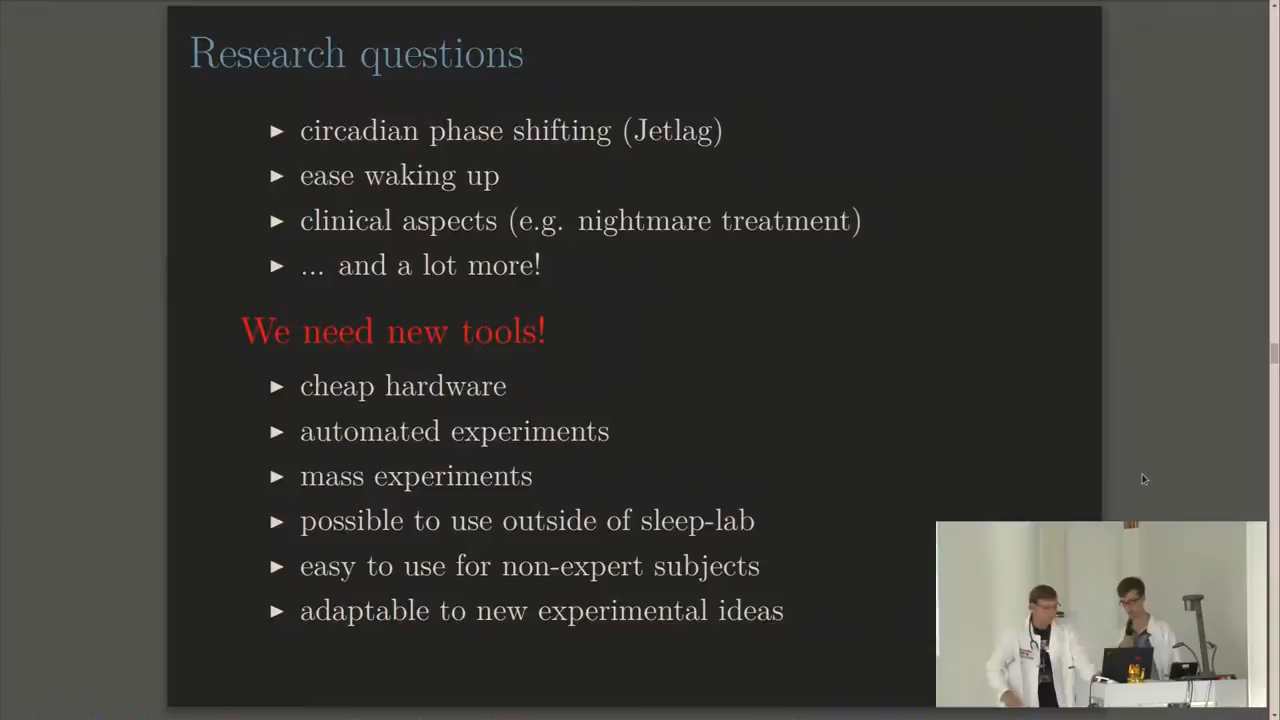 Research questions
circadian phase shifting (Jetlag)
ease waking up
clinical aspects (e.g. nightmare treatment)
... and a lot more!
We need new tools!
cheap hardware
automated experiments
mass experiments
possible to use outside of sleep-lab
easy to use for non-expert subjects
adaptable to new experimental ideas